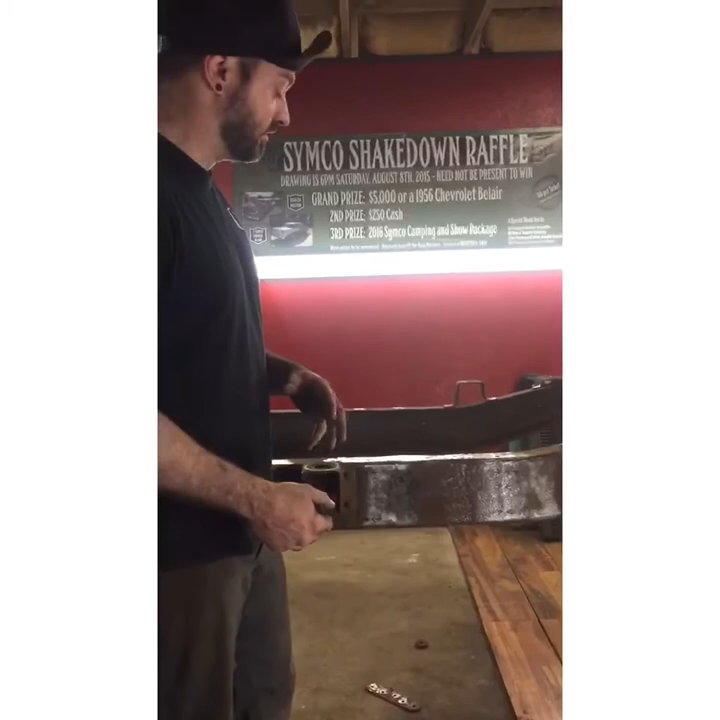 SYMCO SHAKEDOWN RAFFLE
DRAWING IS 6PM SATURDAY, AUGUST 8TH, 2015 - NEED NOT BE PRESENT TO WIN
GRAND PRIZE: $5,000 or a 1956 Chevrolet Belair
2ND PRIZE: $250 Cash
3RD PRIZE: 2016 Symco Camping and Show Package